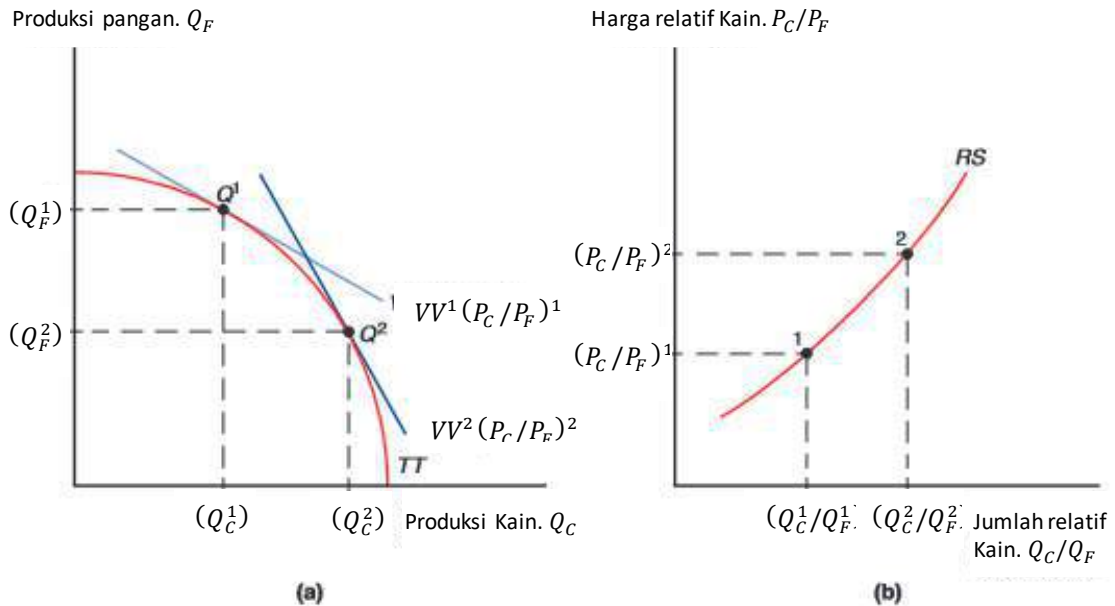 Produksi pangan. Q_F
Harga relatif Kain. P_C/P_F
Q^1
RS
(Q_F^1)
2
(P_C/P_F)^2
VV^1(P_C/P_F)^1
(Q_F^2)
Q^2
1
(P_C/P_F)^1
VV^2(P_C/P_F)^2
TT
(Q_C^1)
(Q_C^2)
Produksi Kain. Q_C
(Q_C^1/Q_F^1)
(Q_C^2/Q_F^2)
Jumlah relatif
Kain. Q_C/Q_F
(a)
(b)